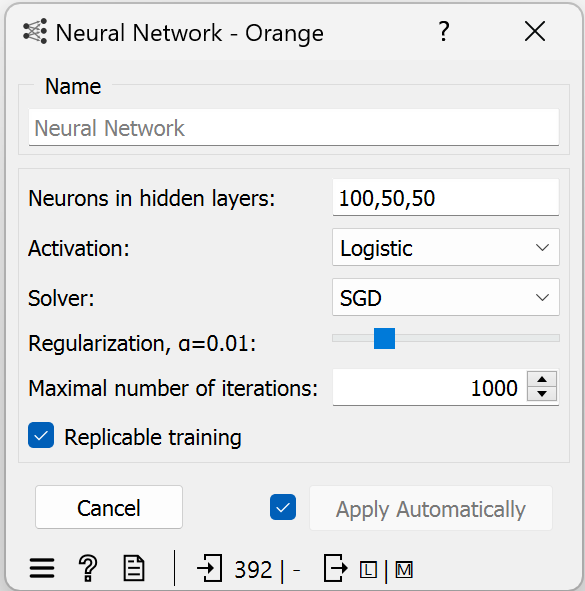 Neural Network - Orange ?
Name
Neural Network
Neurons in hidden layers: 100,50,50
Activation: Logistic
Solver: SGD
Regularization, α=0.01:
Maximal number of iterations: 1000
Replicable training
Cancel Apply Automatically
? 392 | - L | M